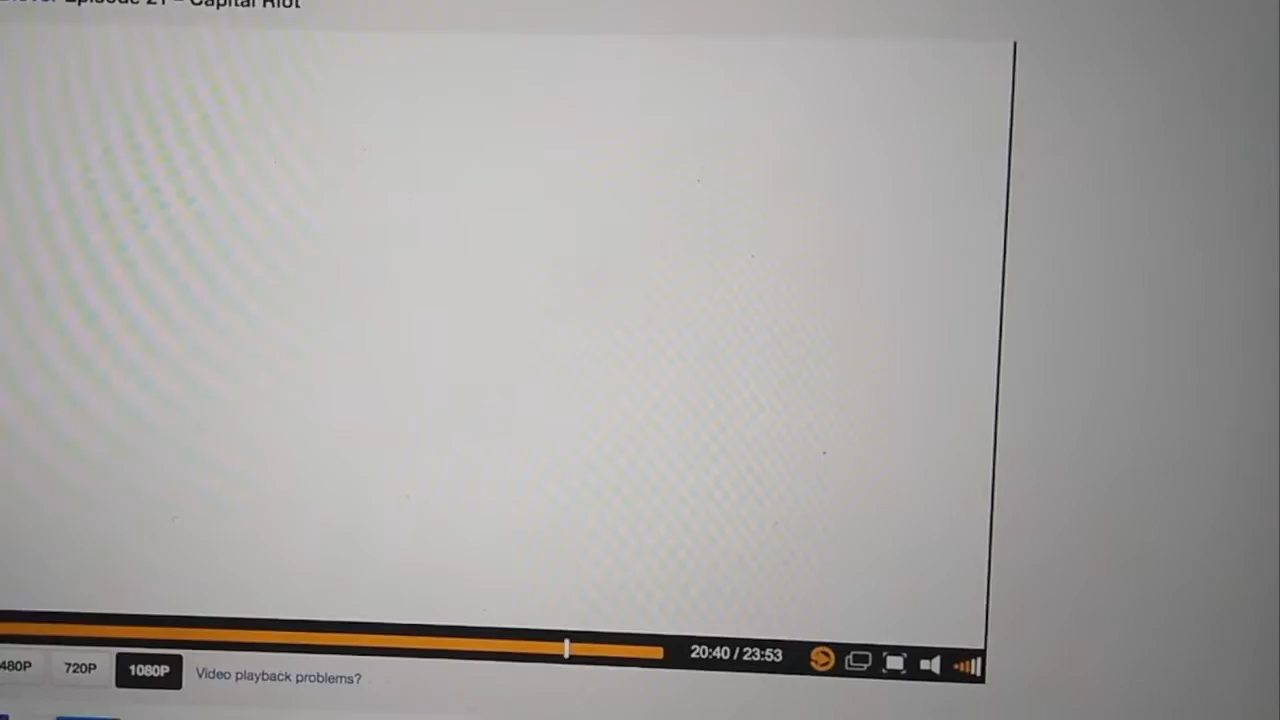 Episode 21 – Capital Riot
20:40 / 23:53
480P 720P 1080P Video playback problems?